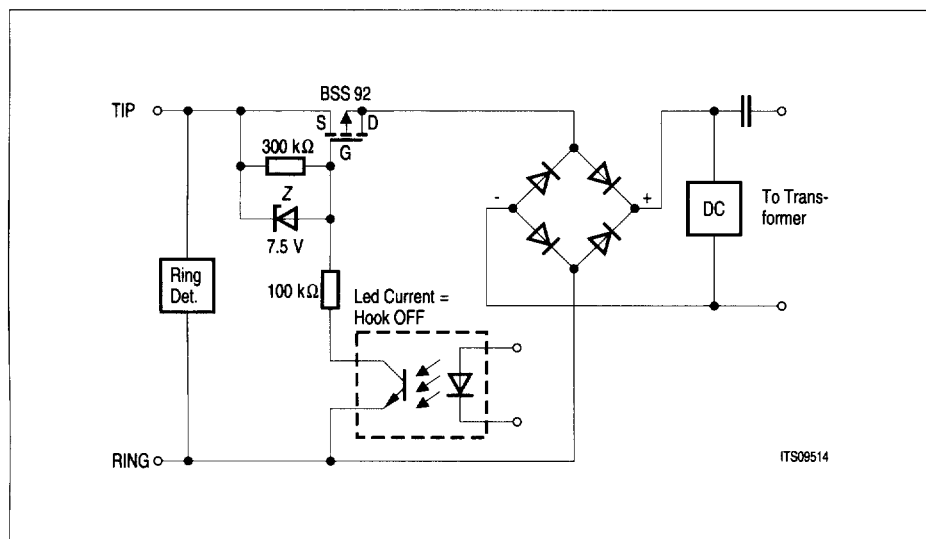 BSS 92
TIP
S
D
G
300 kΩ
Z
7.5 V
100 kΩ
Ring
Det.
Led Current =
Hook OFF
-
+
DC
To Trans-
former
RING
ITS09514